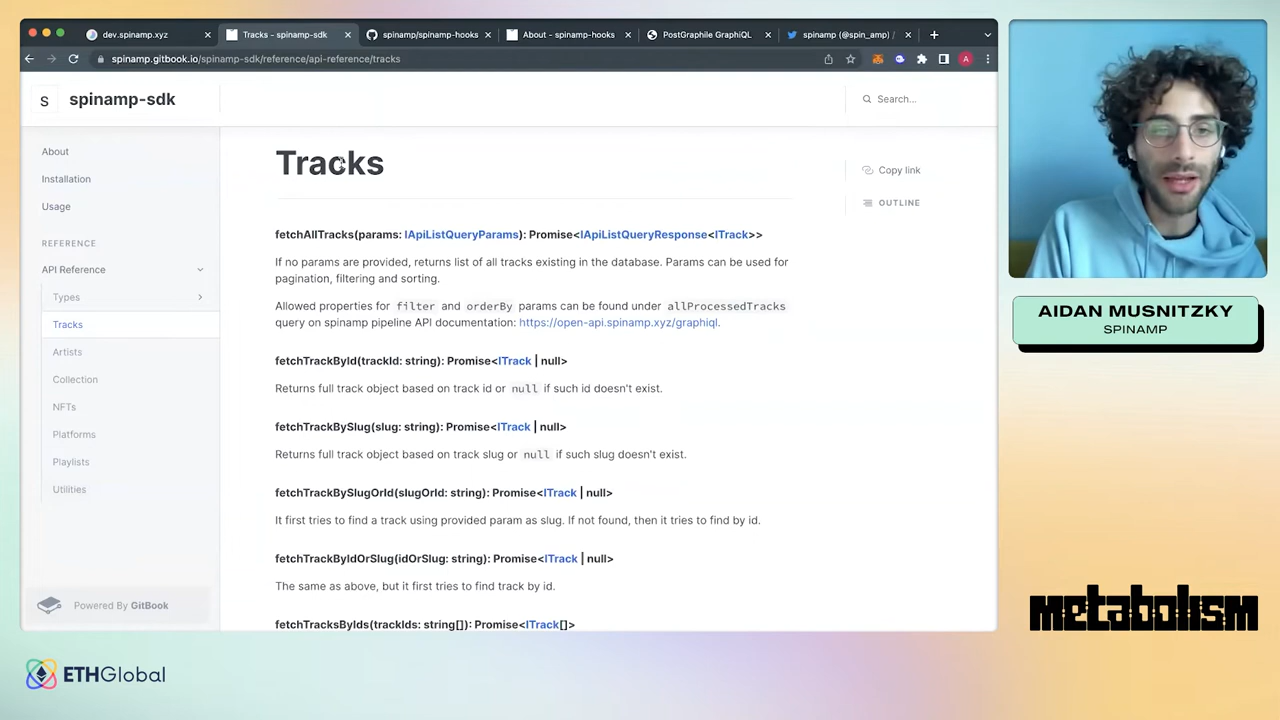 dev.spinamp.xyz
Tracks - spinamp-sdk
spinamp/spinamp-hooks
About - spinamp-hooks
PostGraphile GraphiQL
spinamp (@spin_amp) /
spinamp.gitbook.io/spinamp-sdk/reference/api-reference/tracks
A
S
spinamp-sdk
Search...
About
Installation
Usage
REFERENCE
API Reference
Types
Tracks
Artists
Collection
NFTs
Platforms
Playlists
Utilities
Powered By GitBook
Tracks
fetchAllTracks(params: IApiListQueryParams): Promise<IApiListQueryResponse<ITrack>>
If no params are provided, returns list of all tracks existing in the database. Params can be used for
pagination, filtering and sorting.
Allowed properties for filter and orderBy params can be found under allProcessedTracks
query on spinamp pipeline API documentation: https://open-api.spinamp.xyz/graphiql.
fetchTrackById(trackId: string): Promise<ITrack | null>
Returns full track object based on track id or null if such id doesn't exist.
fetchTrackBySlug(slug: string): Promise<ITrack | null>
Returns full track object based on track slug or null if such slug doesn't exist.
fetchTrackBySlugOrId(slugOrId: string): Promise<ITrack | null>
It first tries to find a track using provided param as slug. If not found, then it tries to find by id.
fetchTrackByIdOrSlug(idOrSlug: string): Promise<ITrack | null>
The same as above, but it first tries to find track by id.
fetchTracksByIds(trackIds: string[]): Promise<ITrack[]>
Copy link
OUTLINE
AIDAN MUSNITZKY
SPINAMP
metabolism
ETHGlobal